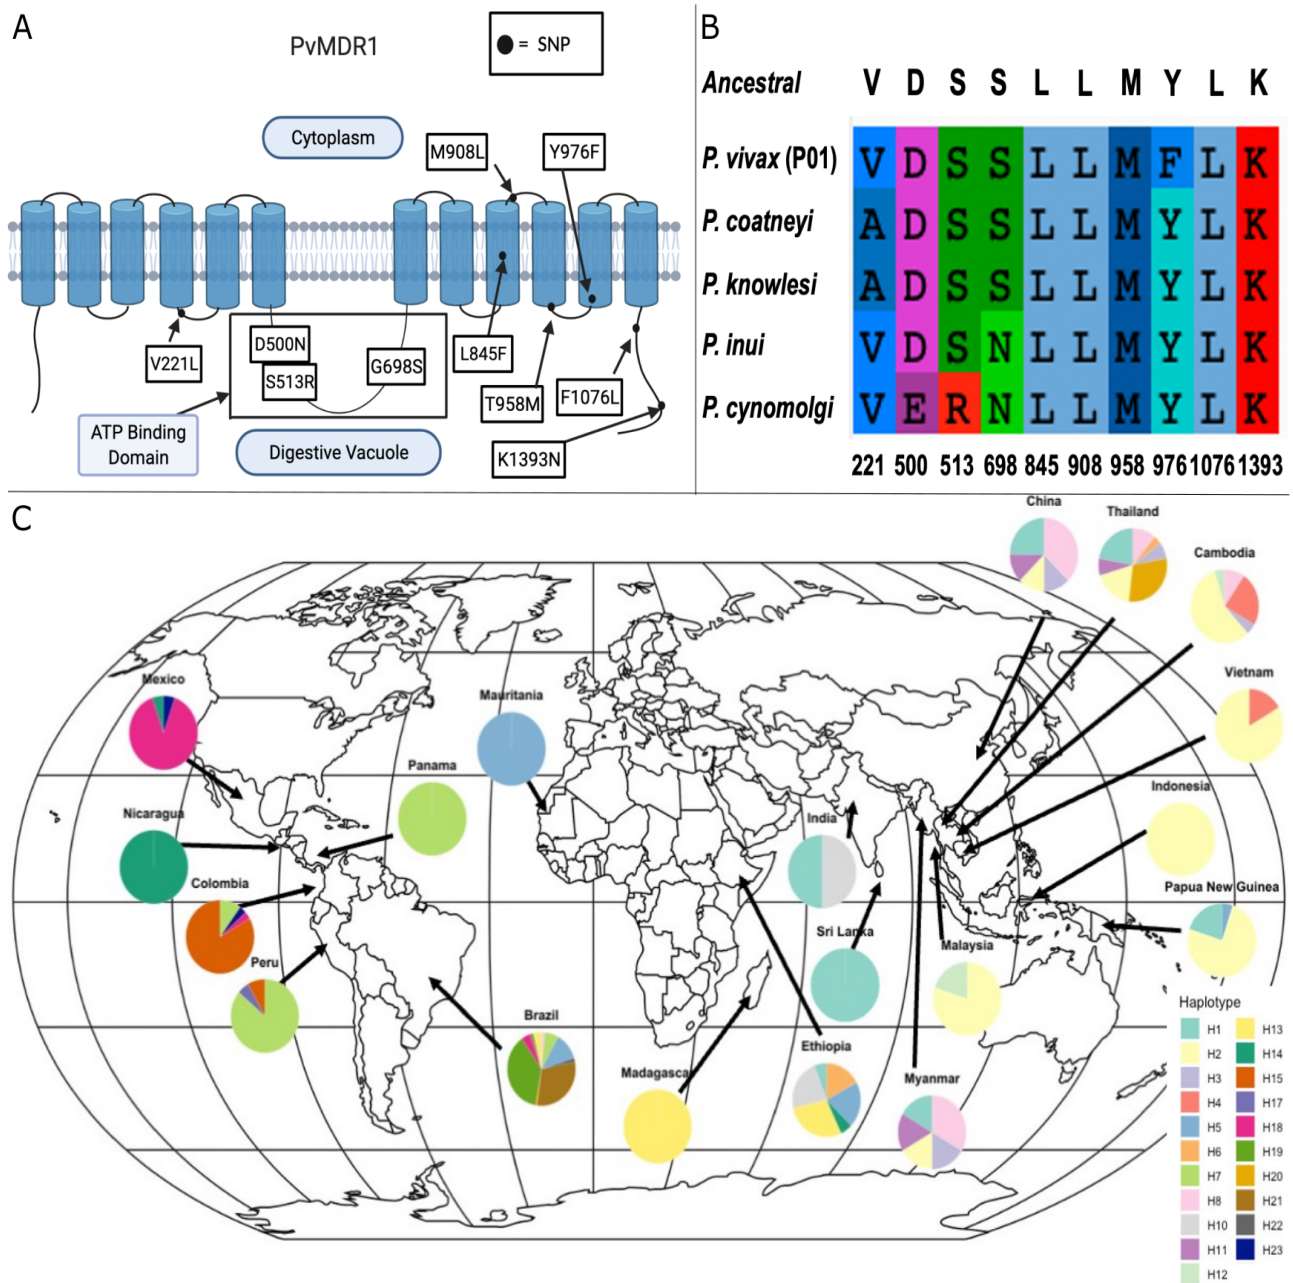 A
PvMDR1
= SNP
Cytoplasm
M908L
Y976F
V221L
D500N
S513R
G698S
L845F
T958M
F1076L
K1393N
ATP Binding
Domain
Digestive Vacuole
B
Ancestral V D S S L L M Y L K
P. vivax (P01) V D S S L L M F L K
P. coatneyi A D S S L L M Y L K
P. knowlesi A D S S L L M Y L K
P. inui V D S N L L M Y L K
P. cynomolgi V E R N L L M Y L K
221 500 513 698 845 908 958 976 1076 1393
C
China
Thailand
Cambodia
Mexico
Mauritania
Vietnam
Panama
Indonesia
Nicaragua
India
Colombia
Papua New Guinea
Sri Lanka
Malaysia
Peru
Brazil
Ethiopia
Madagasca
Myanmar
Haplotype
H1 H13
H2 H14
H3 H15
H4 H17
H5 H18
H6 H19
H7 H20
H8 H21
H10 H22
H11 H23
H12